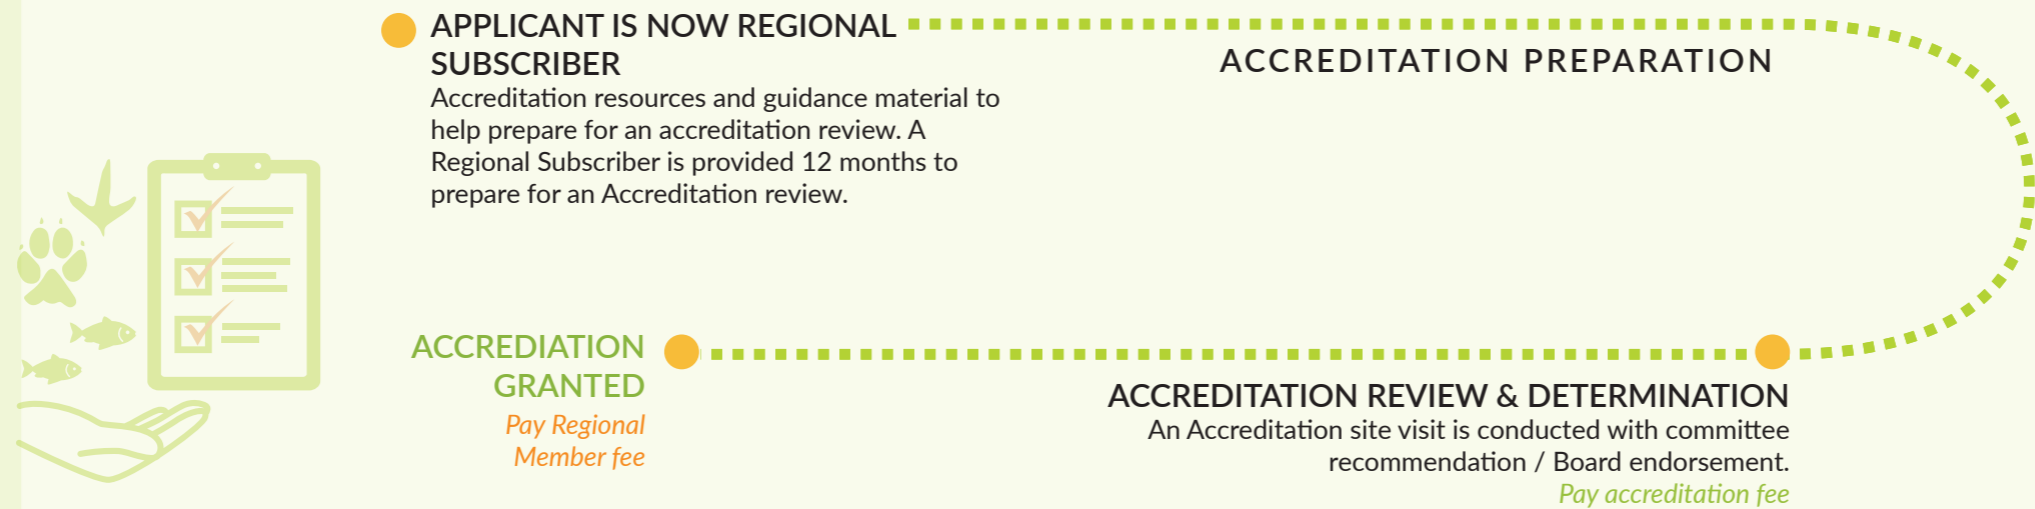 APPLICANT IS NOW REGIONAL
SUBSCRIBER
Accreditation resources and guidance material to
help prepare for an accreditation review. A
Regional Subscriber is provided 12 months to
prepare for an Accreditation review.
ACCREDITATION PREPARATION
ACCREDITATION REVIEW & DETERMINATION
An Accreditation site visit is conducted with committee
recommendation / Board endorsement.
Pay accreditation fee
ACCREDIATION
GRANTED
Pay Regional
Member fee